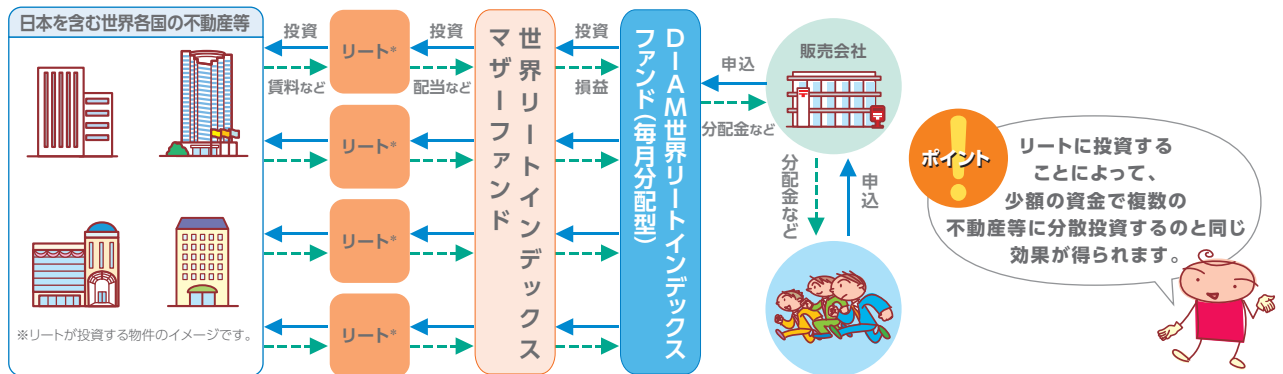 日本を含む世界各国の不動産等
※リートが投資する物件のイメージです。
投資
賃料など
リート*
リート*
リート*
リート*
投資
配当など
世界リートインデックス
マザーファンド
投資
損益
DIAM世界リートインデックス
ファンド(毎月分配型)
申込
分配金など
販売会社
分配金など
申込
ポイント
リートに投資する
ことによって、
少額の資金で複数の
不動産等に分散投資するのと同じ
効果が得られます。